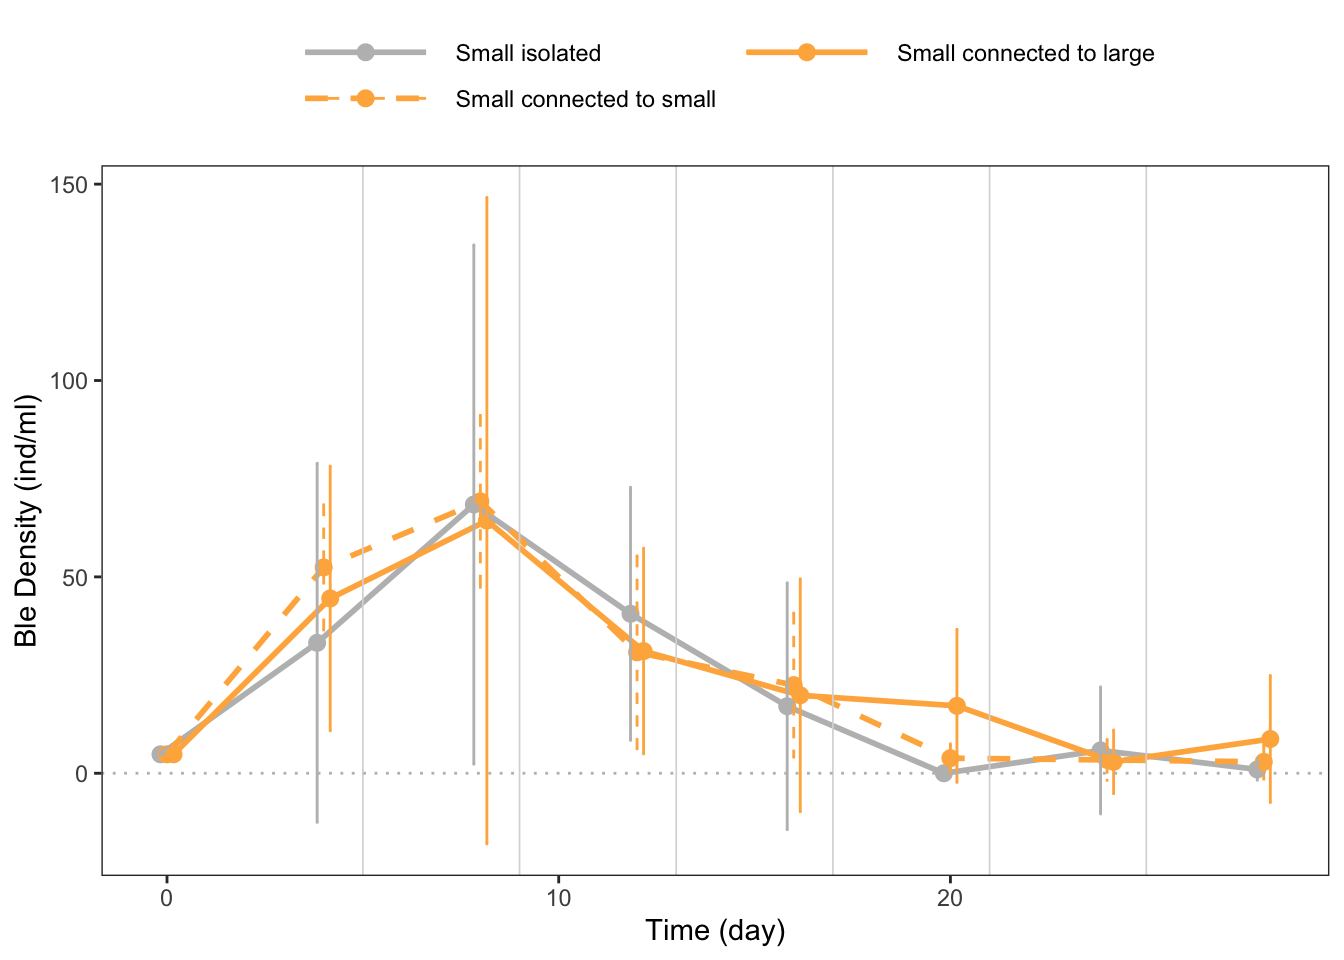 Small isolated
Small connected to large
Small connected to small
150
100
50
0
Ble Density (ind/ml)
0
10
20
Time (day)